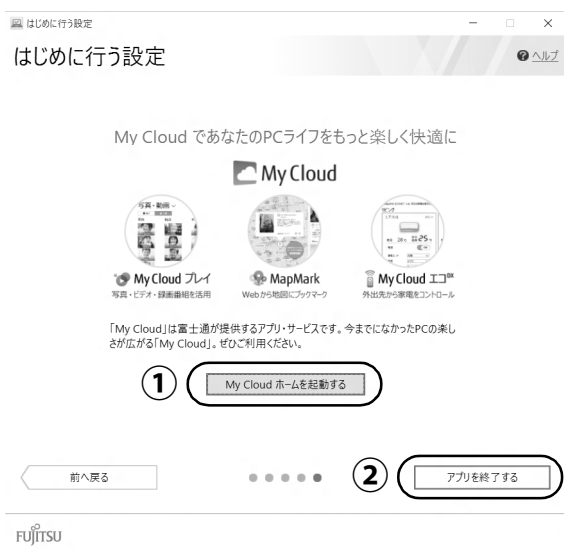 はじめに行う設定
はじめに行う設定
ヘルプ
My Cloud であなたのPCライフをもっと楽しく快適に
My Cloud
写真・動画
My Cloud プレイ
MapMark
My Cloud エコ
写真・ビデオ・録画番組を活用
Webから地図にブックマーク
外出先から家電をコントロール
「My Cloud」は富士通が提供するアプリ・サービスです。今までになかったPCの楽し
さが広がる「My Cloud」。ぜひご利用ください。
① My Cloud ホームを起動する
前へ戻る
② アプリを終了する
FUJITSU